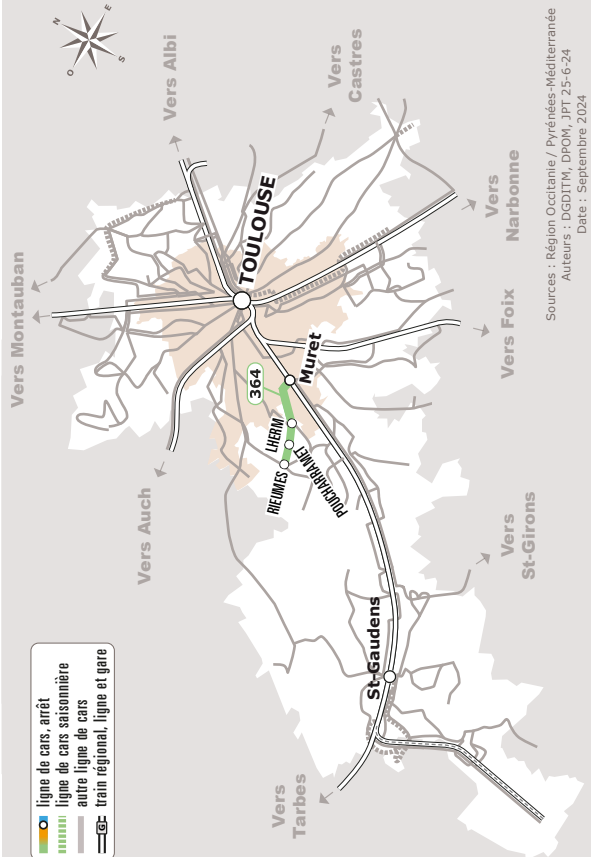 ligne de cars, arrêt
ligne de cars saisonnière
autre ligne de cars
G train régional, ligne et gare
N
E
O
S
Vers Montauban
Vers Albi
Vers
Castres
Vers Auch
TOULOUSE
364
Muret
LHERM
POUCHARRAMET
RIEUMES
Vers
Narbonne
Vers Foix
Vers
St-Girons
St-Gaudens
Vers
Tarbes
Sources : Région Occitanie / Pyrénées-Méditerranée
Auteurs : DGDITM, DPOM, JPT 25-6-24
Date : Septembre 2024